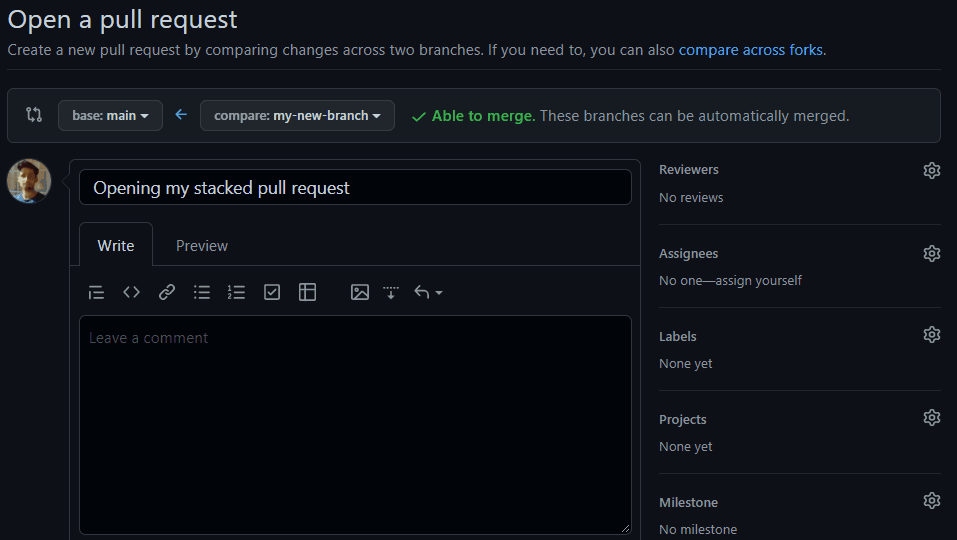 Open a pull request
Create a new pull request by comparing changes across two branches. If you need to, you can also compare across forks.
base: main
compare: my-new-branch
Able to merge. These branches can be automatically merged.
Opening my stacked pull request
Write
Preview
Leave a comment
Reviewers
No reviews
Assignees
No one—assign yourself
Labels
None yet
Projects
None yet
Milestone
No milestone